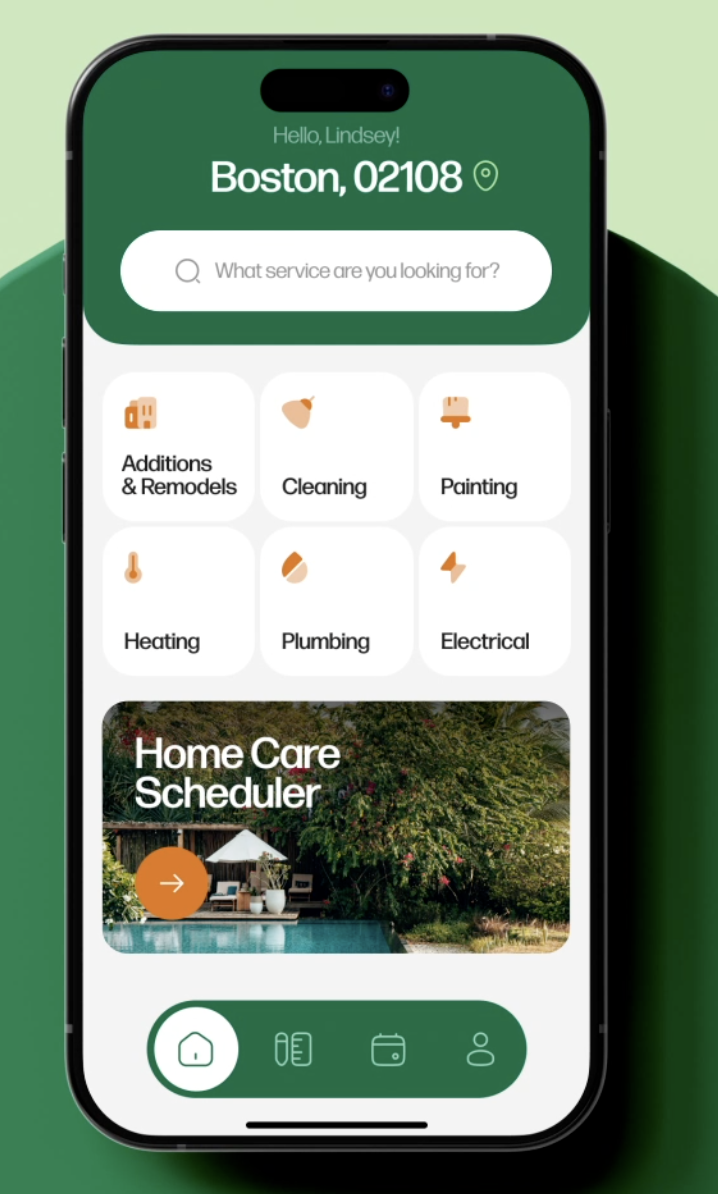 Hello, Lindsey!
Boston, 02108
What service are you looking for?
Additions
& Remodels
Cleaning
Painting
Heating
Plumbing
Electrical
Home Care
Scheduler